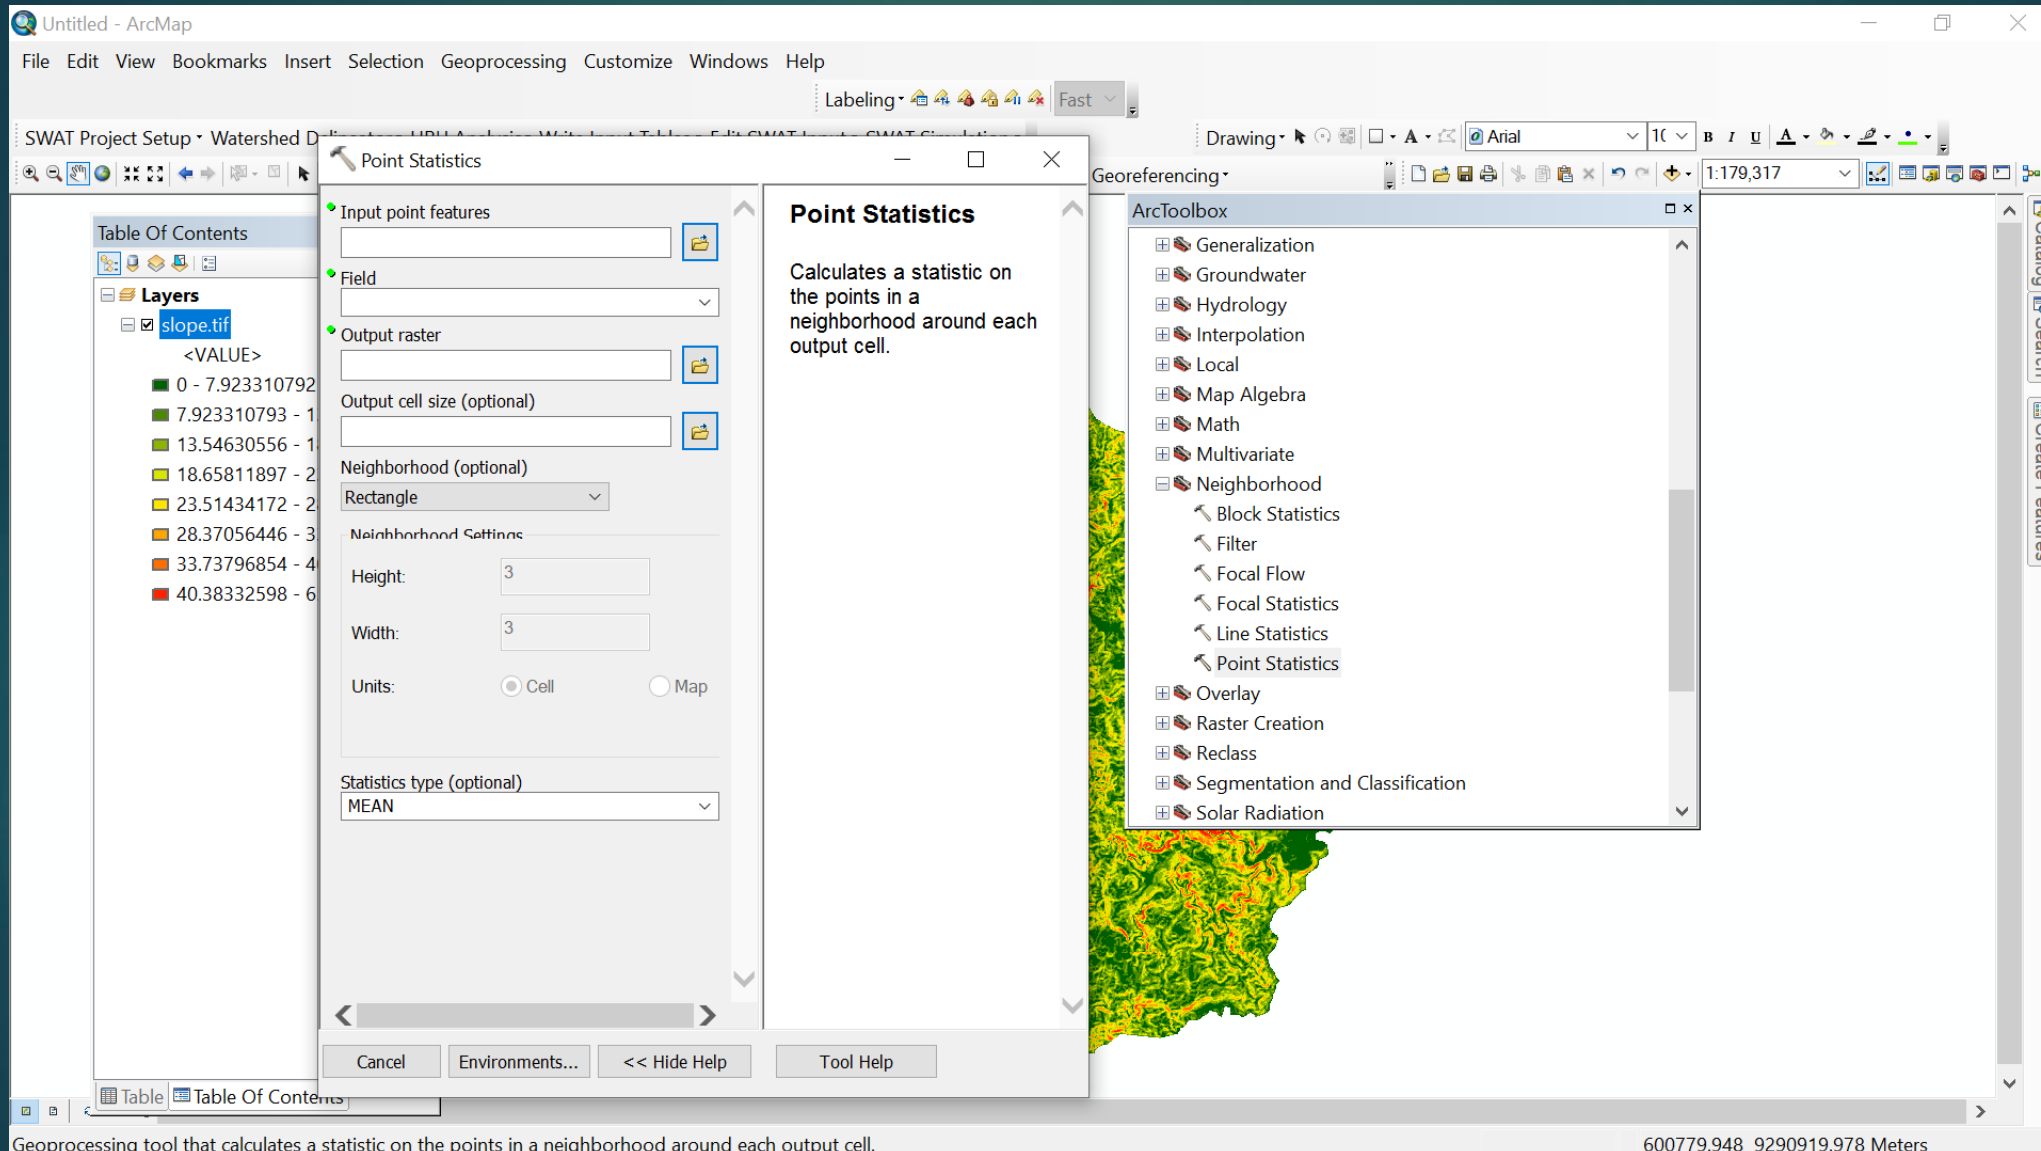 Untitled - ArcMap
File Edit View Bookmarks Insert Selection Geoprocessing Customize Windows Help
Labeling Fast
SWAT Project Setup Watershed
Drawing A Arial 10 B I U A
Georeferencing
1:179,317
Point Statistics
Input point features
Field
Output raster
Output cell size (optional)
Neighborhood (optional)
Rectangle
Neighborhood Settings
Height: 3
Width: 3
Units: Cell Map
Statistics type (optional)
MEAN
Cancel Environments... << Hide Help Tool Help
Point Statistics
Calculates a statistic on
the points in a
neighborhood around each
output cell.
Table Of Contents
Layers
slope.tif
<VALUE>
0 - 7.923310792
7.923310793 - 1
13.54630556 - 1
18.65811897 - 2
23.51434172 - 2
28.37056446 - 3
33.73796854 - 4
40.38332598 - 6
Table Table Of Contents
ArcToolbox
Generalization
Groundwater
Hydrology
Interpolation
Local
Map Algebra
Math
Multivariate
Neighborhood
Block Statistics
Filter
Focal Flow
Focal Statistics
Line Statistics
Point Statistics
Overlay
Raster Creation
Reclass
Segmentation and Classification
Solar Radiation
Catalog
Search
Create Features
Geoprocessing tool that calculates a statistic on the points in a neighborhood around each output cell.
600779.948 9290919.978 Meters